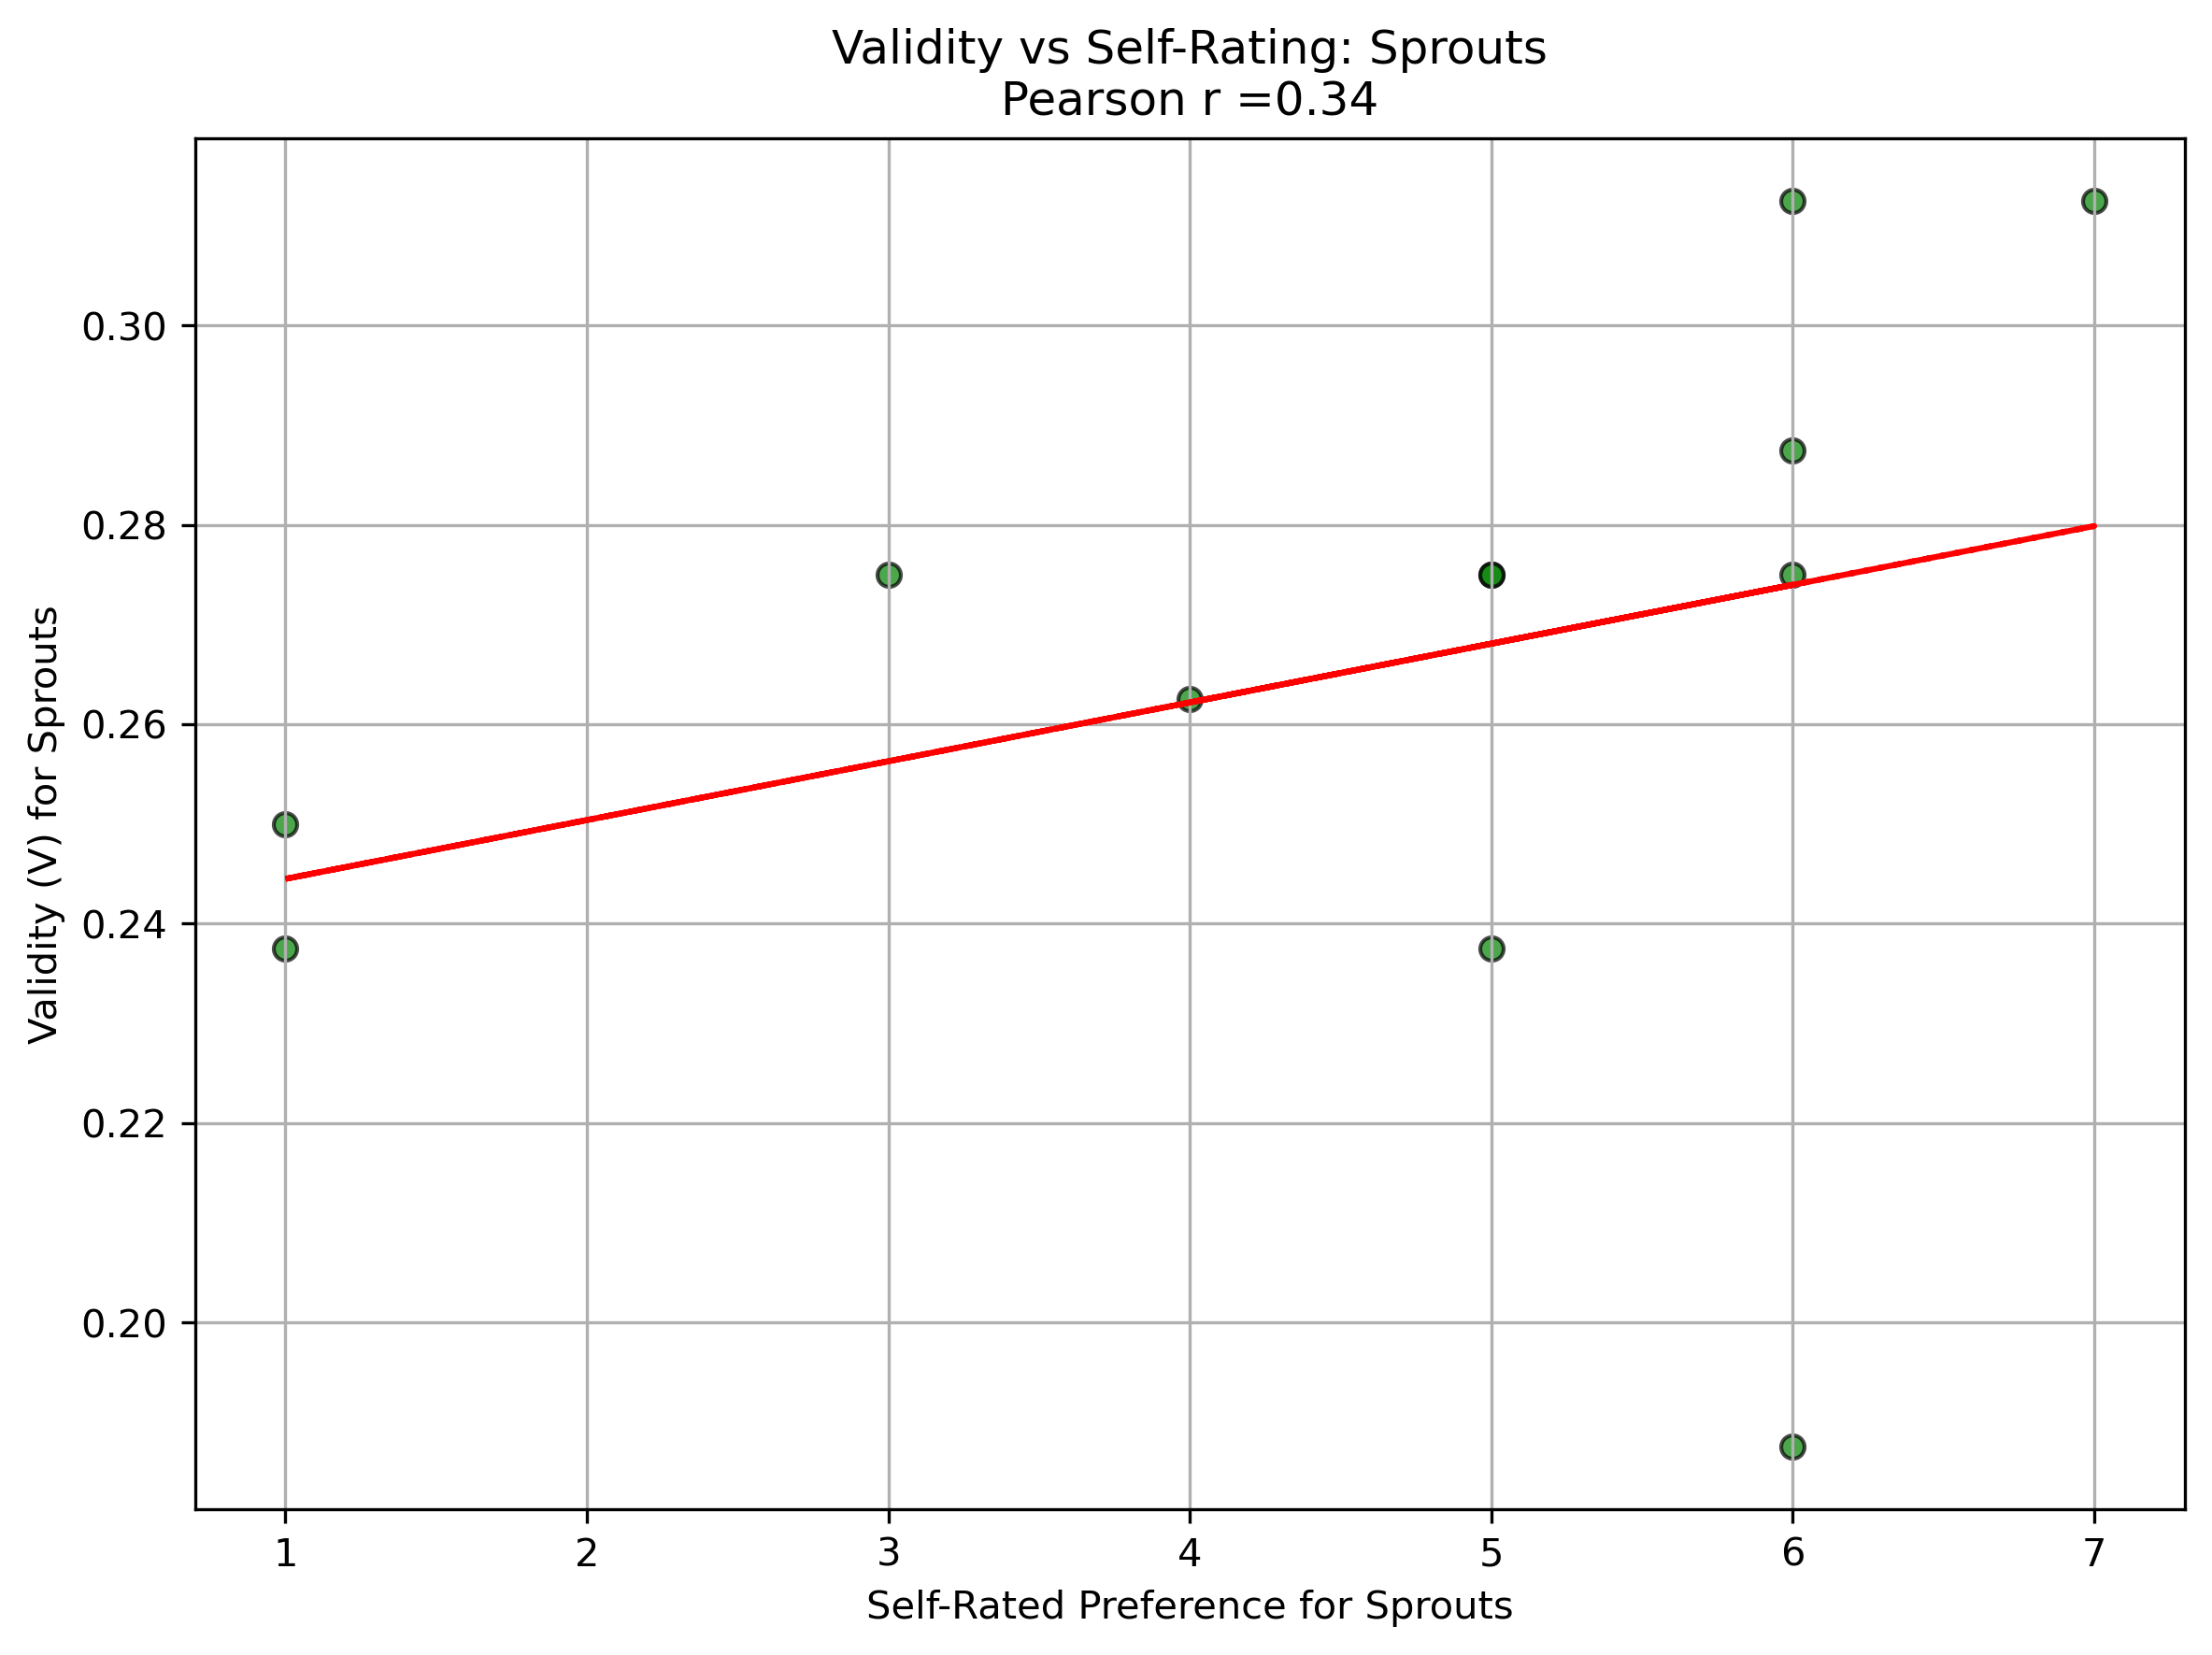 Validity vs Self-Rating: Sprouts
Pearson r =0.34
Validity (V) for Sprouts
0.30
0.28
0.26
0.24
0.22
0.20
1 2 3 4 5 6 7
Self-Rated Preference for Sprouts